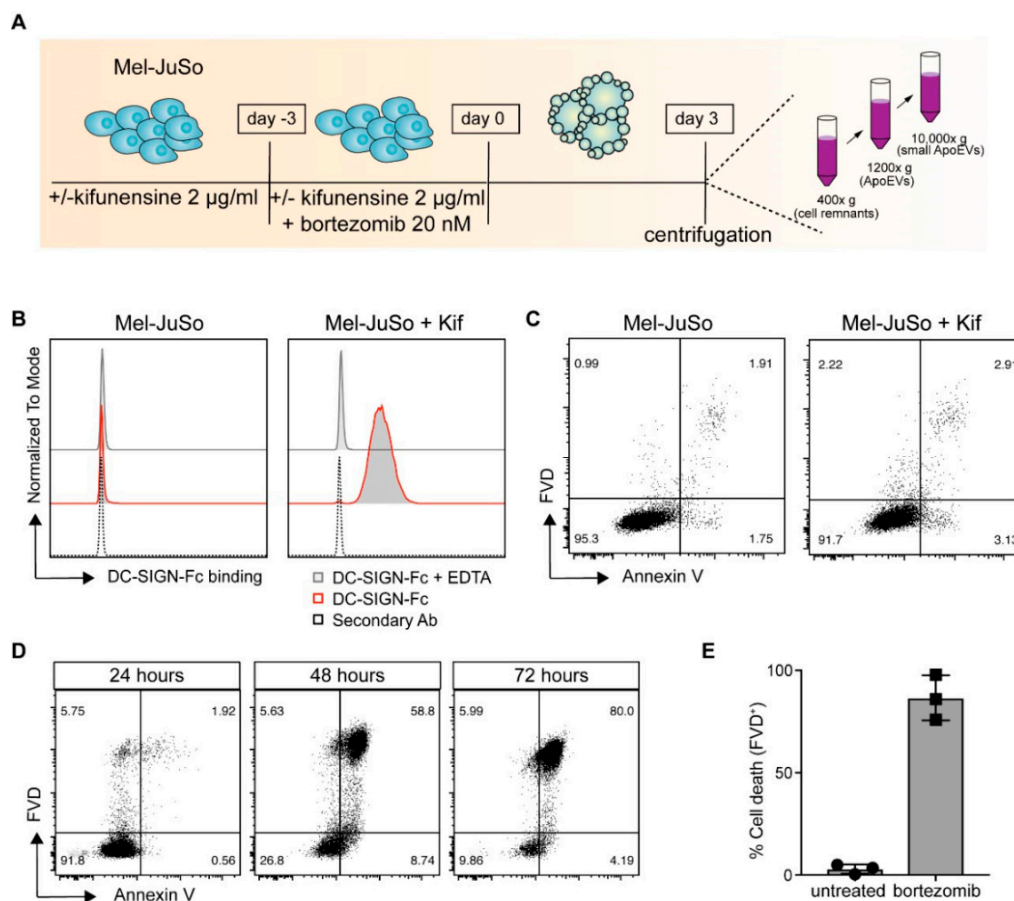 A
Mel-JuSo
day -3
day 0
day 3
+/-kifunensine 2 µg/ml
+/- kifunensine 2 µg/ml
+ bortezomib 20 nM
centrifugation
400x g
(cell remnants)
1200x g
(ApoEVs)
10,000x g
(small ApoEVs)
B
Mel-JuSo
Mel-JuSo + Kif
Normalized To Mode
DC-SIGN-Fc binding
DC-SIGN-Fc + EDTA
DC-SIGN-Fc
Secondary Ab
C
Mel-JuSo
Mel-JuSo + Kif
0.99
1.91
95.3
1.75
2.22
2.91
91.7
3.13
FVD
Annexin V
D
24 hours
48 hours
72 hours
5.75
1.92
91.8
0.56
5.63
58.8
26.8
8.74
5.99
80.0
9.86
4.19
FVD
Annexin V
E
% Cell death (FVD⁺)
100
50
0
untreated
bortezomib